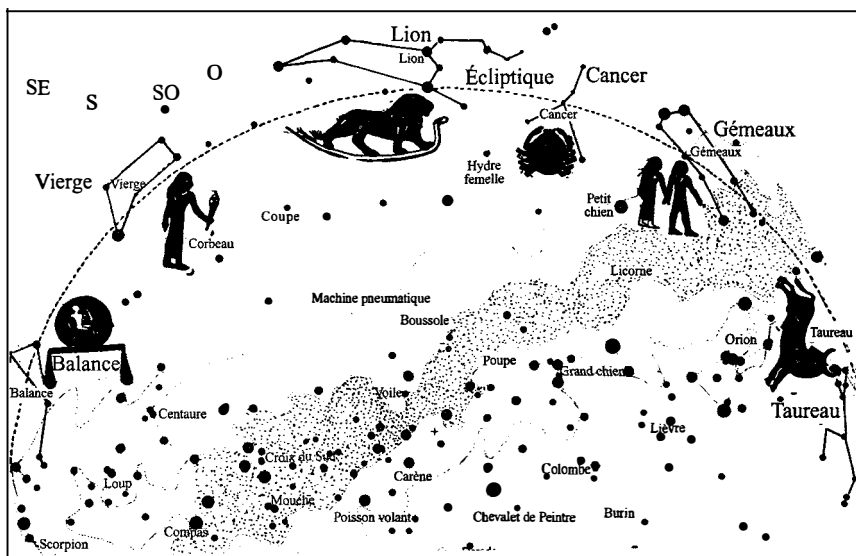 Lion
Lion
Écliptique
Cancer
Cancer
SE
S
SO
O
Gémeaux
Gémeaux
Vierge
Vierge
Hydre
femelle
Petit
chien
Coupe
Corbeau
Licorne
Machine pneumatique
Boussole
Orion
Taureau
Balance
Balance
Poupe
Grand chien
Taureau
Voile
Centaure
Lièvre
Croix du Sud
Carène
Colombe
Loup
Mouche
Poisson volant
Chevalet de Peintre
Burin
Compas
Scorpion